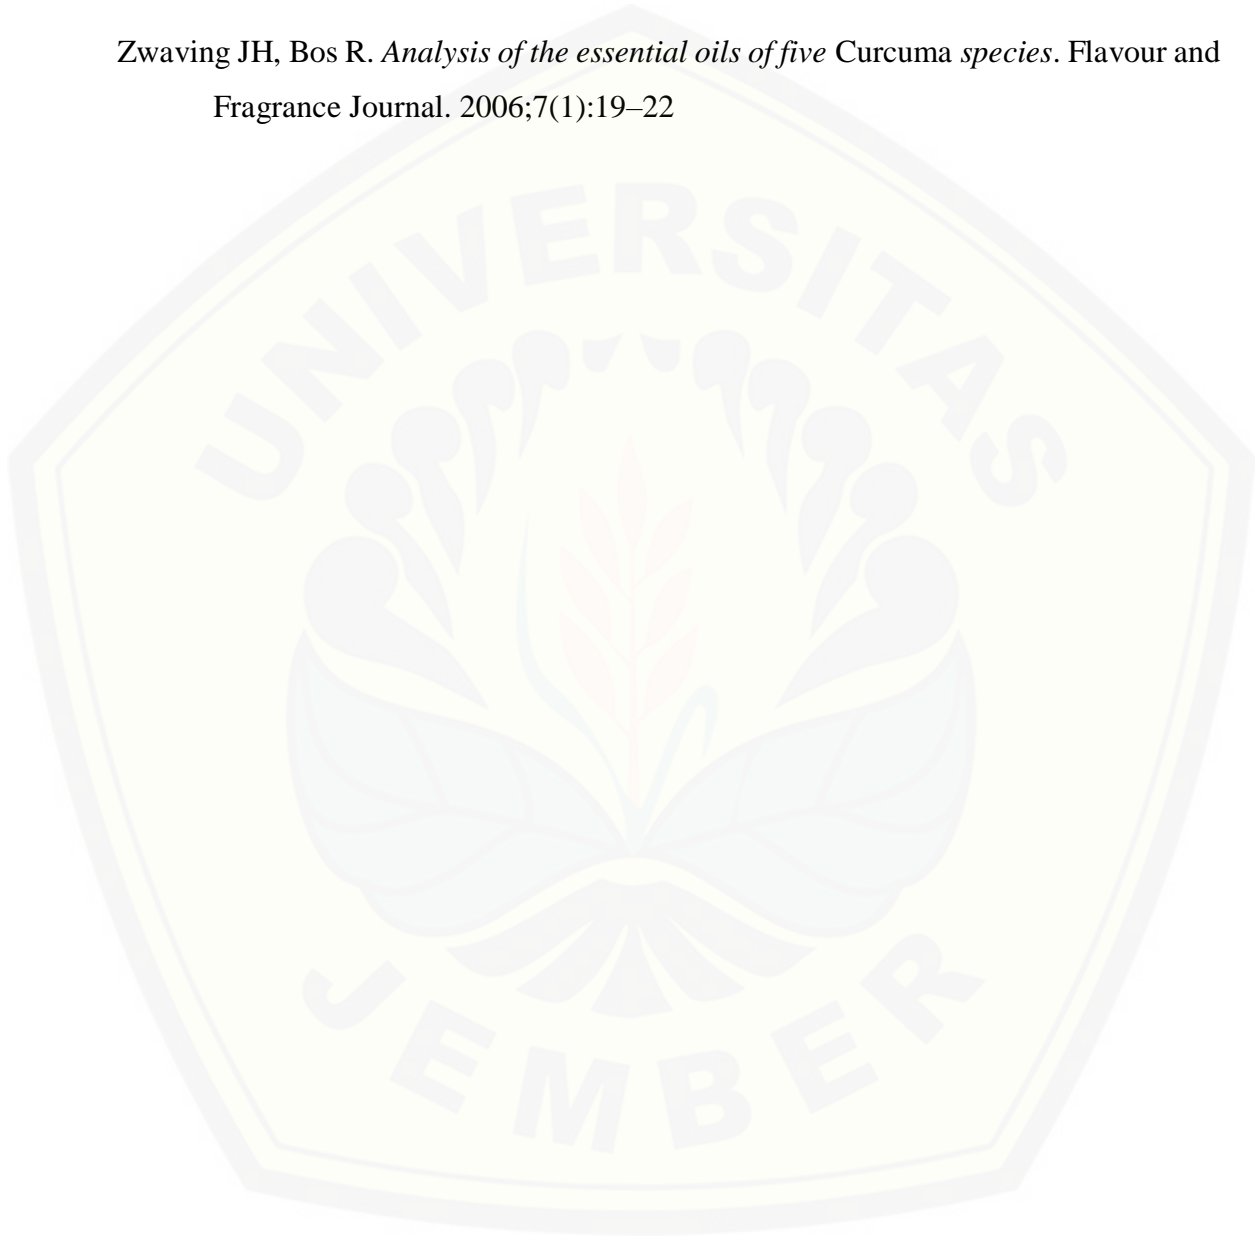 Zwaving JH, Bos R. Analysis of the essential oils of five Curcuma species. Flavour and
Fragrance Journal. 2006;7(1):19–22
UNIVERSITAS
JEMBER